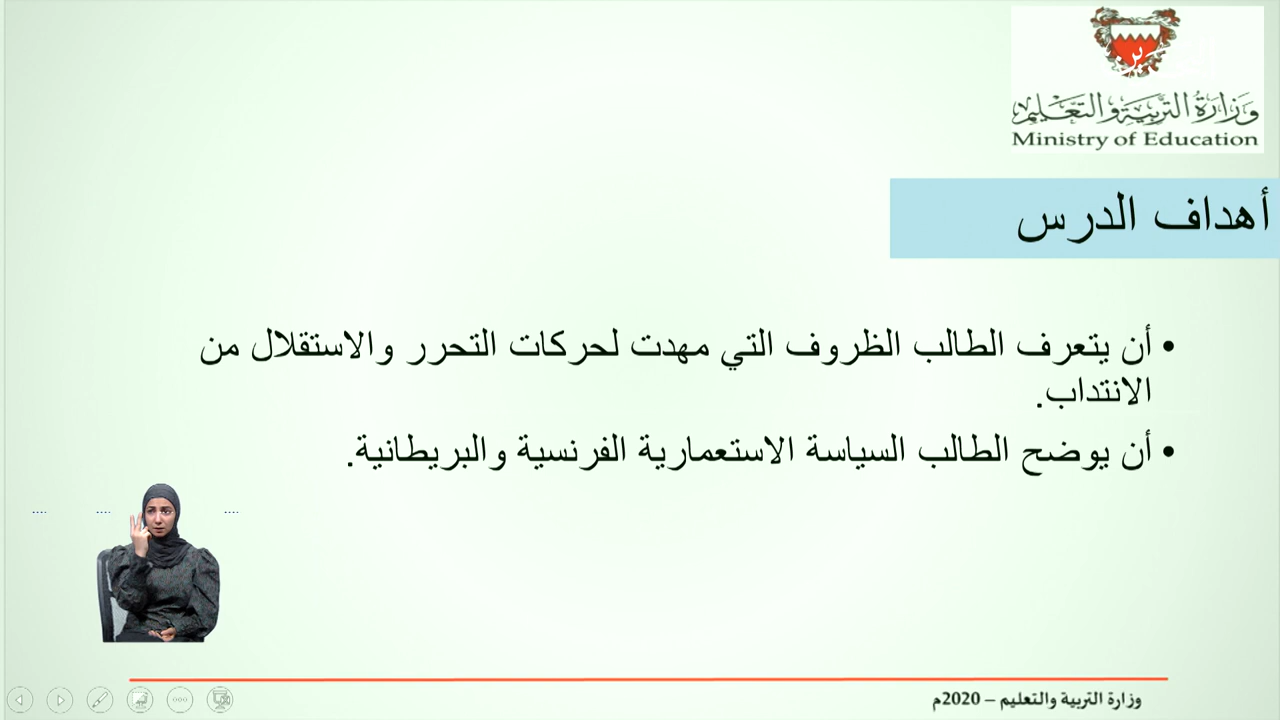 وزارة التربية والتعليم
Ministry of Education
أهداف الدرس
• أن يتعرف الطالب الظروف التي مهدت لحركات التحرر والاستقلال من
الانتداب.
• أن يوضح الطالب السياسة الاستعمارية الفرنسية والبريطانية.
وزارة التربية والتعليم – 2020م